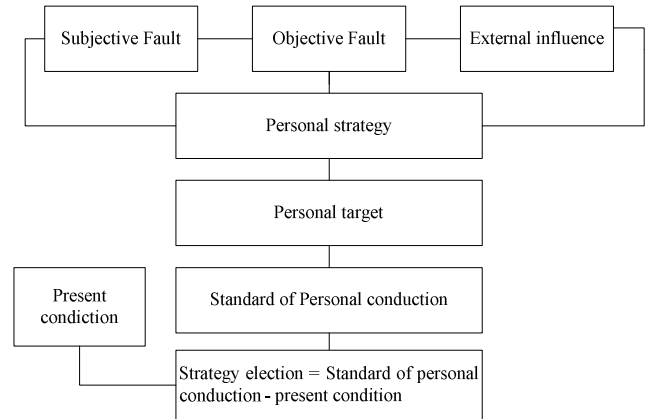 Subjective Fault
Objective Fault
External influence
Personal strategy
Personal target
Present
condiction
Standard of Personal conduction
Strategy election = Standard of personal
conduction - present condition